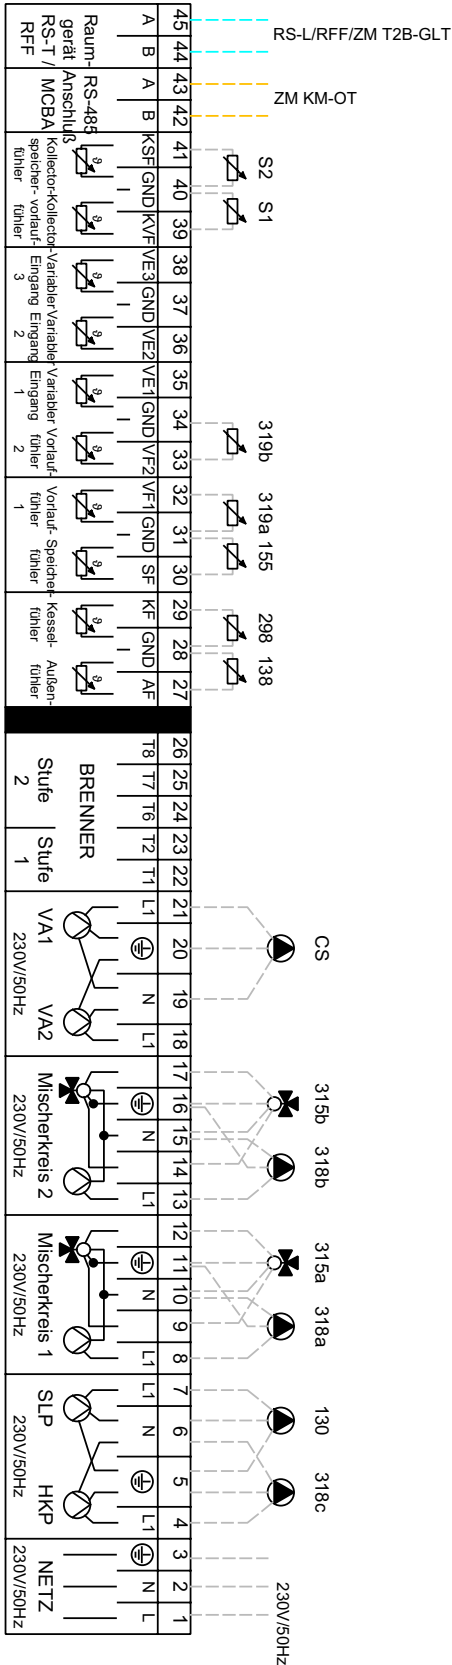 RS-L/RFF/ZM T2B-GLT
ZM KM-OT
S2
S1
319b
319a 155
298
138
CS
315b
318b
315a
318a
130
318c
230V/50Hz
45
44
43
42
41
40
39
38
37
36
35
34
33
32
31
30
29
28
27
26
25
24
23
22
21
20
19
18
17
16
15
14
13
12
11
10
9
8
7
6
5
4
3
2
1
A
B
A
B
KSF
GND
KVF
VE3
GND
VE2
VE1
GND
VF2
VF1
GND
SF
KF
GND
AF
T8
T7
T6
T2
T1
L1
N
L1
N
L1
N
L1
L1
N
L1
N
L
Raum-
gerät
RS-T /
RFF
RS-485
Anschluß
MCBA
Kollector-
speicher-
fühler
Kollector-
vorlauf-
fühler
Variabler
Eingang
3
Variabler
Eingang
2
Variabler
Eingang
1
Vorlauf-
fühler
2
Vorlauf-
fühler
1
Speicher-
fühler
Kessel-
fühler
Außen-
fühler
BRENNER
Stufe
2
Stufe
1
VA1
VA2
230V/50Hz
Mischerkreis 2
230V/50Hz
Mischerkreis 1
230V/50Hz
SLP
HKP
230V/50Hz
NETZ
230V/50Hz